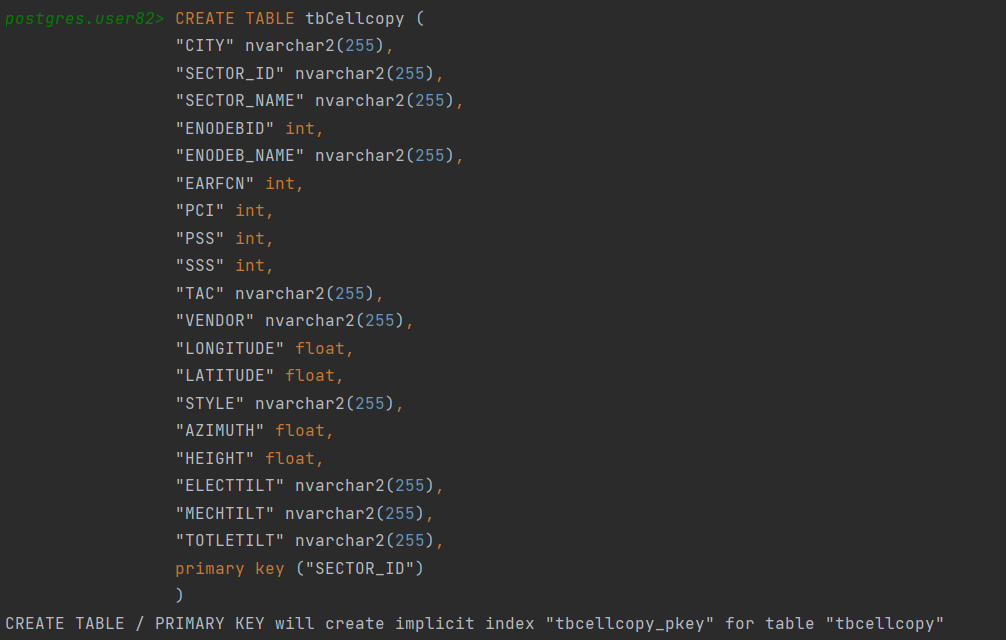 postgres.user82> CREATE TABLE tbCellcopy (
"CITY" nvarchar2(255),
"SECTOR_ID" nvarchar2(255),
"SECTOR_NAME" nvarchar2(255),
"ENODEBID" int,
"ENODEB_NAME" nvarchar2(255),
"EARFCN" int,
"PCI" int,
"PSS" int,
"SSS" int,
"TAC" nvarchar2(255),
"VENDOR" nvarchar2(255),
"LONGITUDE" float,
"LATITUDE" float,
"STYLE" nvarchar2(255),
"AZIMUTH" float,
"HEIGHT" float,
"ELECTTILT" nvarchar2(255),
"MECHTILT" nvarchar2(255),
"TOTLETILT" nvarchar2(255),
primary key ("SECTOR_ID")
)
CREATE TABLE / PRIMARY KEY will create implicit index "tbcellcopy_pkey" for table "tbcellcopy"